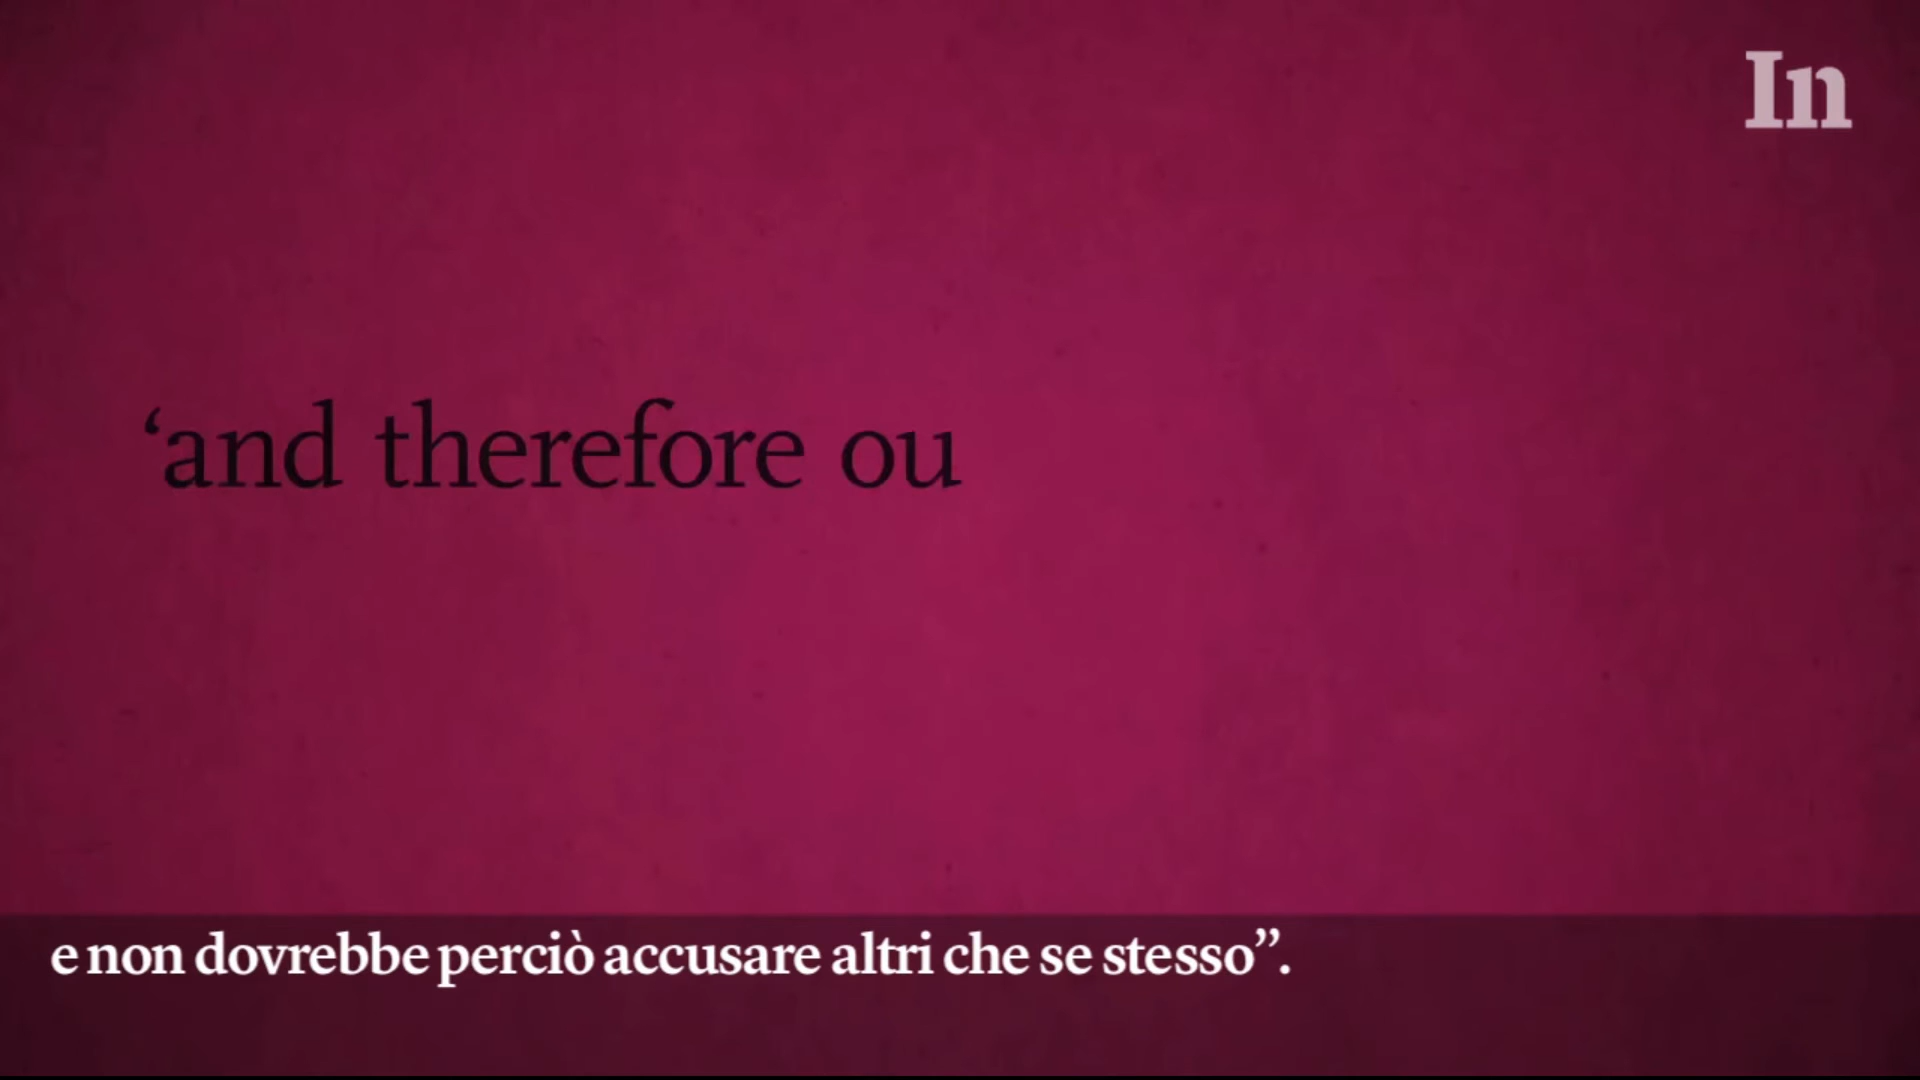 In
‘and therefore ou
e non dovrebbe perciò accusare altri che se stesso”.